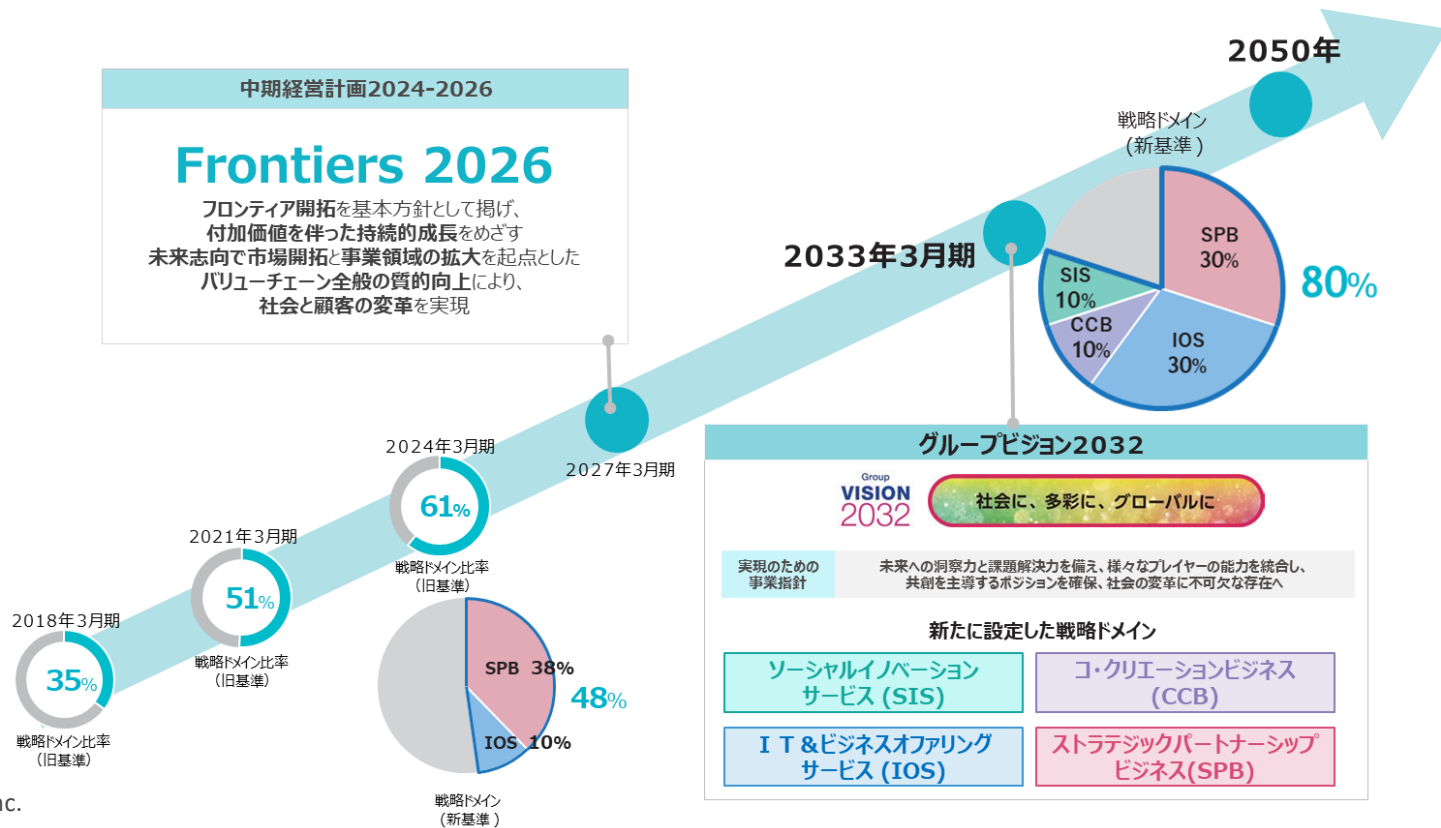 2050年
中期経営計画2024-2026
Frontiers 2026
フロンティア開拓を基本方針として掲げ、
付加価値を伴った持続的成長をめざす
未来志向で市場開拓と事業領域の拡大を起点とした
バリューチェーン全般の質的向上により、
社会と顧客の変革を実現
戦略ドメイン
(新基準)
2033年3月期
SPB
30%
SIS
10%
CCB
10%
IOS
30%
80%
2027年3月期
2024年3月期
61%
戦略ドメイン比率
(旧基準)
2021年3月期
51%
戦略ドメイン比率
(旧基準)
2018年3月期
35%
戦略ドメイン比率
(旧基準)
SPB 38%
IOS 10%
48%
戦略ドメイン
(新基準)
グループビジョン2032
Group
VISION
2032
社会に、多彩に、グローバルに
実現のための
事業指針
未来への洞察力と課題解決力を備え、様々なプレイヤーの能力を統合し、
共創を主導するポジションを確保、社会の変革に不可欠な存在へ
新たに設定した戦略ドメイン
ソーシャルイノベーション
サービス (SIS)
コ・クリエーションビジネス
(CCB)
ＩＴ&ビジネスオファリング
サービス (IOS)
ストラテジックパートナーシップ
ビジネス(SPB)
nc.